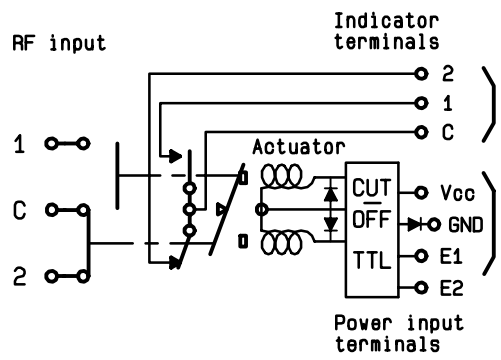 Indicator
terminals
RF input
2
1
C
1
Actuator
CUT
OFF
TTL
Vcc
C
GND
E1
2
E2
Power input
terminals